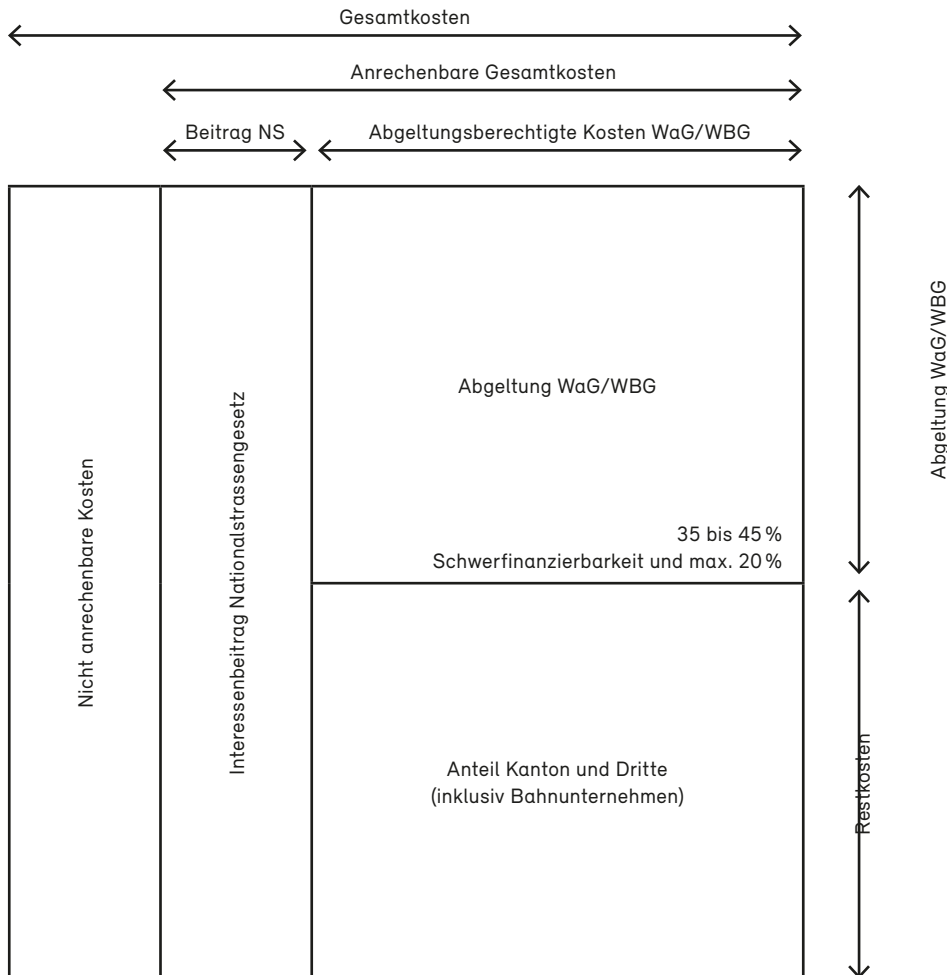 Gesamtkosten
Anrechenbare Gesamtkosten
Beitrag NS
Abgeltungsberechtigte Kosten WaG/WBG
Nicht anrechenbare Kosten
Interessenbeitrag Nationalstrassengesetz
Abgeltung WaG/WBG
35 bis 45 %
Schwerfinanzierbarkeit und max. 20 %
Anteil Kanton und Dritte
(inklusiv Bahnunternehmen)
Abgeltung WaG/WBG
Restkosten